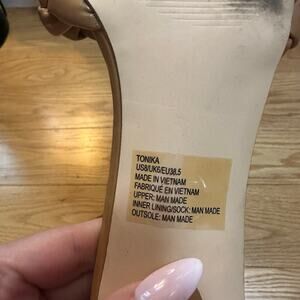 TONIKA
US8/UK6/EU38.5
MADE IN VIETNAM
FABRIQUÉ EN VIETNAM
UPPER: MAN MADE
INNER LINING/SOCK: MAN MADE
OUTSOLE: MAN MADE